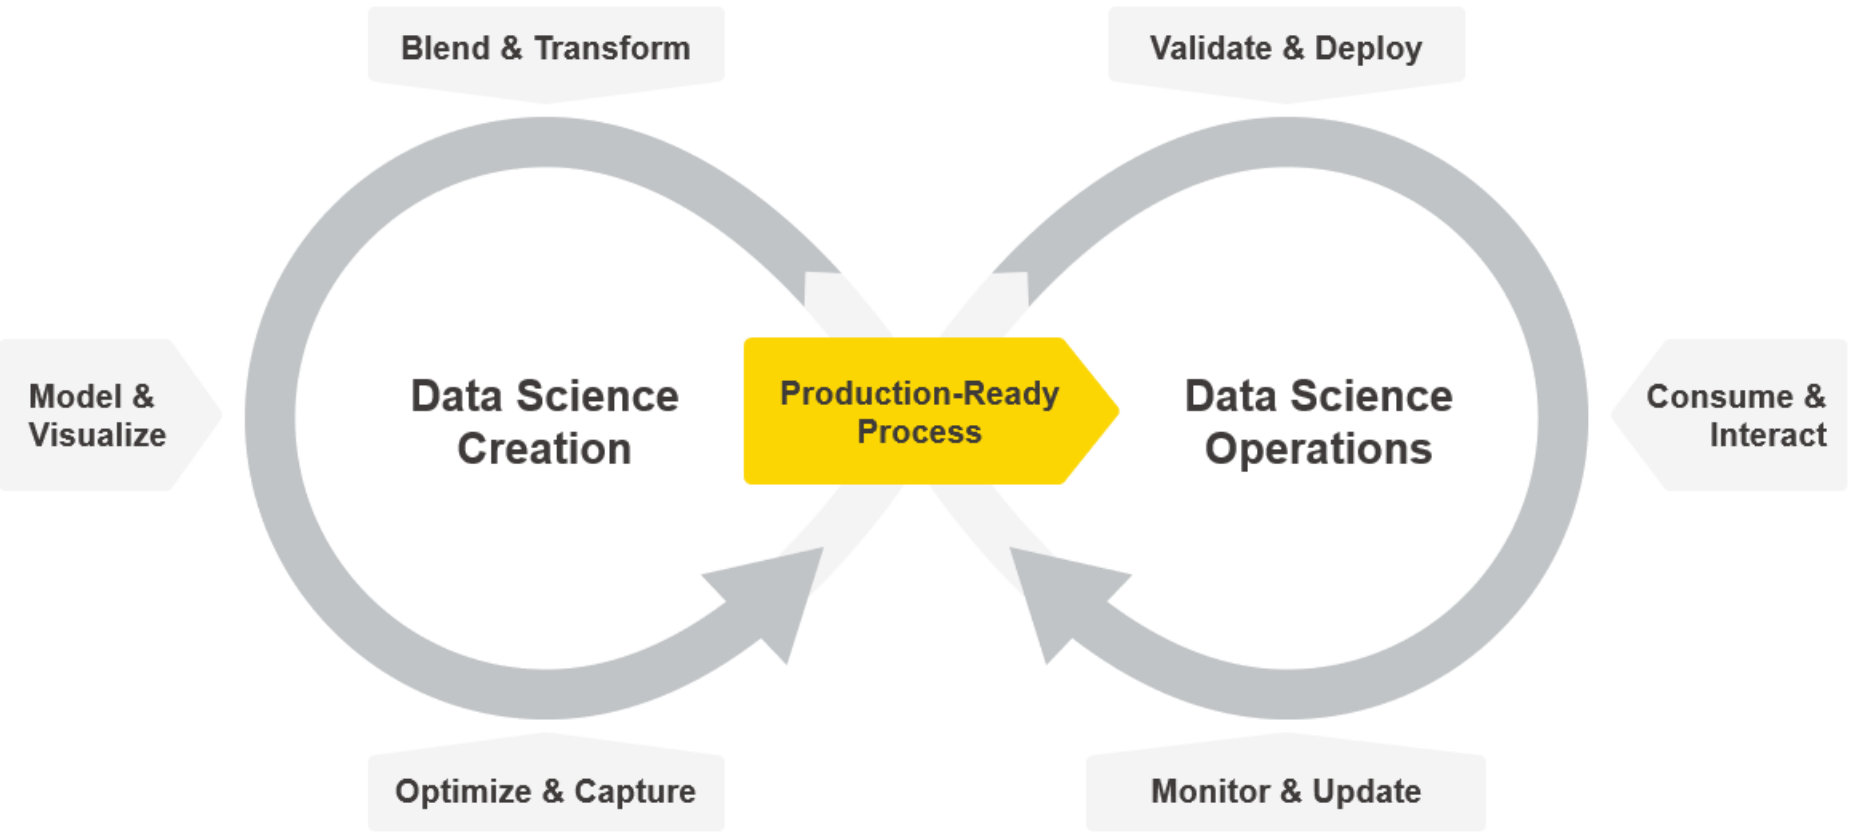 Blend & Transform
Validate & Deploy
Model &
Visualize
Data Science
Creation
Production-Ready
Process
Data Science
Operations
Consume &
Interact
Optimize & Capture
Monitor & Update